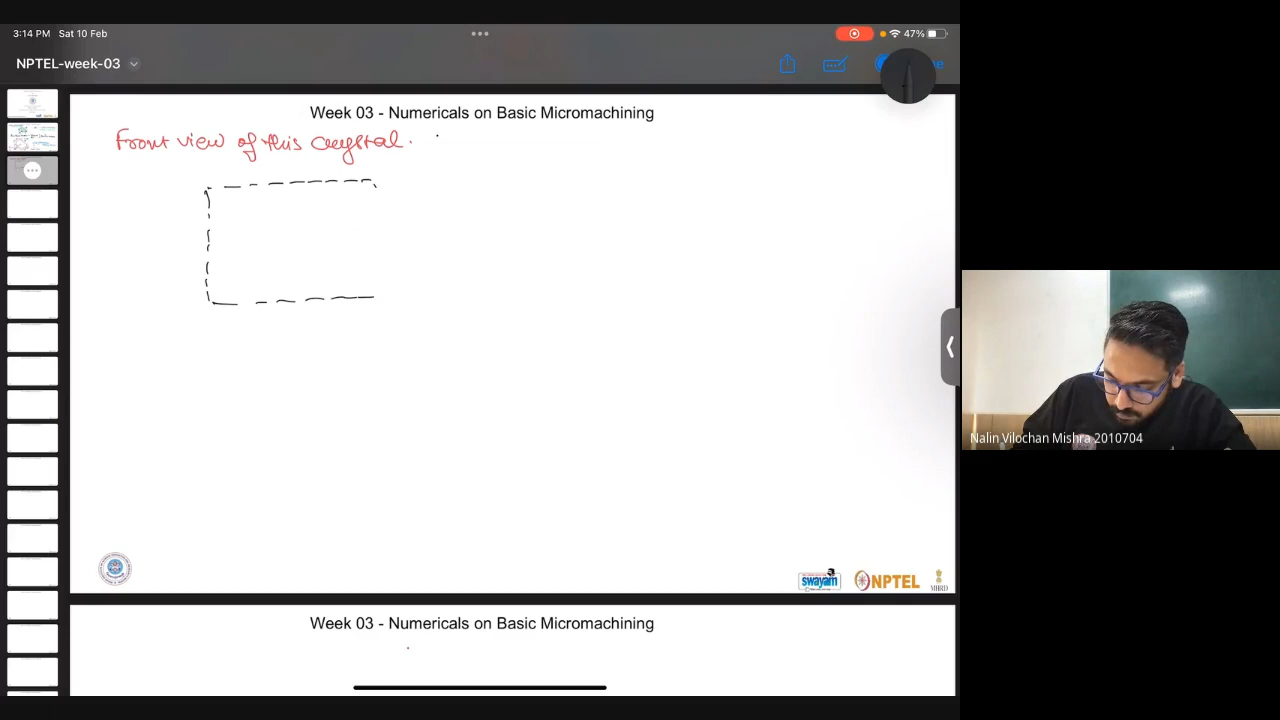 3:14 PM Sat 10 Feb
47%
NPTEL-week-03
Week 03 - Numericals on Basic Micromachining
Front view of this crystal.
Nalin Vilochan Mishra 2010704
swayam
NPTEL
MHRD
Week 03 - Numericals on Basic Micromachining